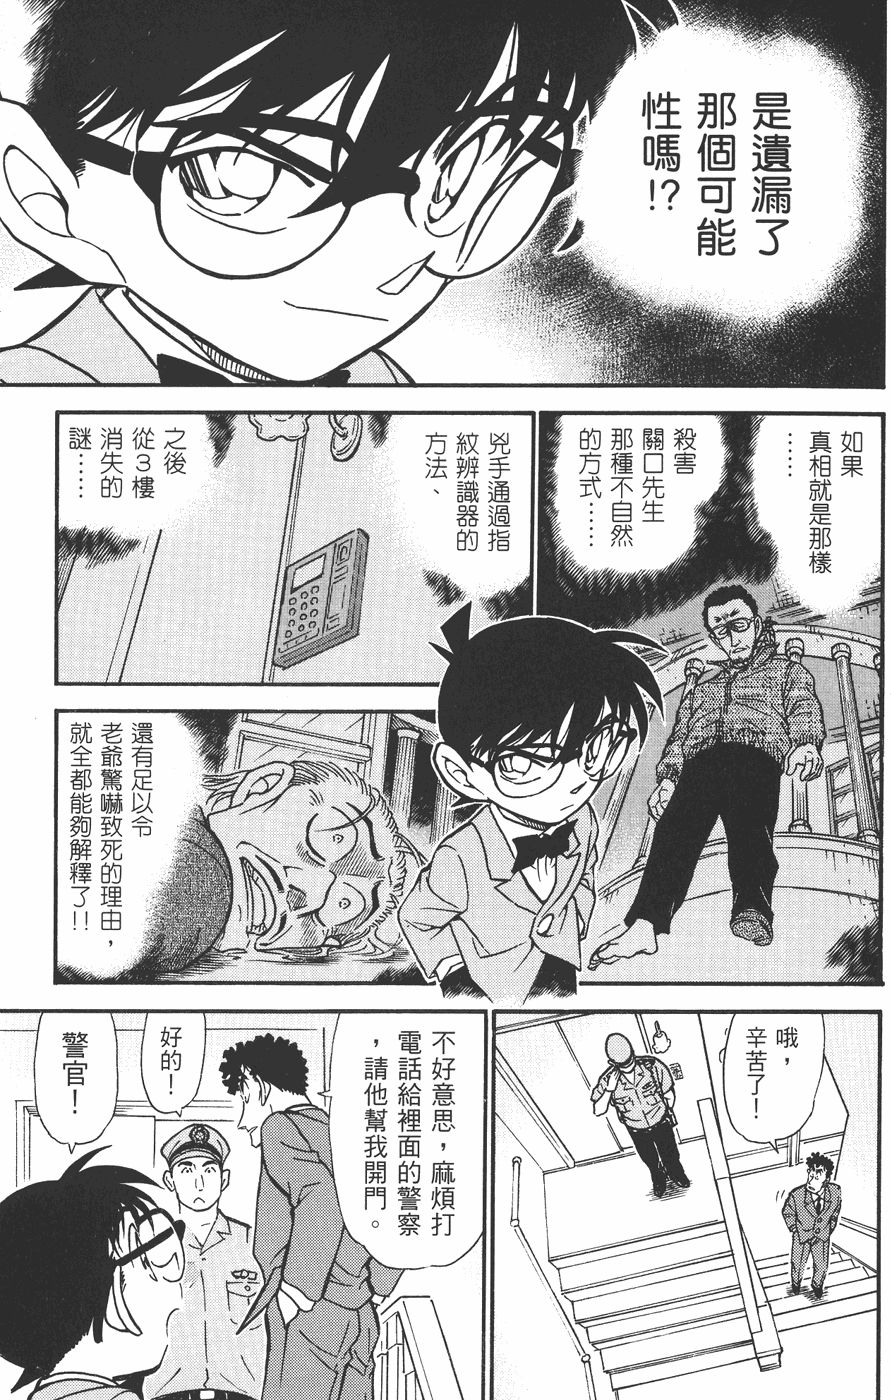 是遺漏了
那個可能
性嗎!?
如果
真相就是那樣
……
殺害
關口先生
那種不自然
的方式……
兇手通過指
紋辨識器的
方法、
之後
從3樓
消失的
謎……
還有足以令
老爺驚嚇致死的理由，
就全都能夠解釋了!!
哦，
辛苦了!
不好意思，麻煩打
電話給裡面的警察
，請他幫我開門。
好的!
警官!